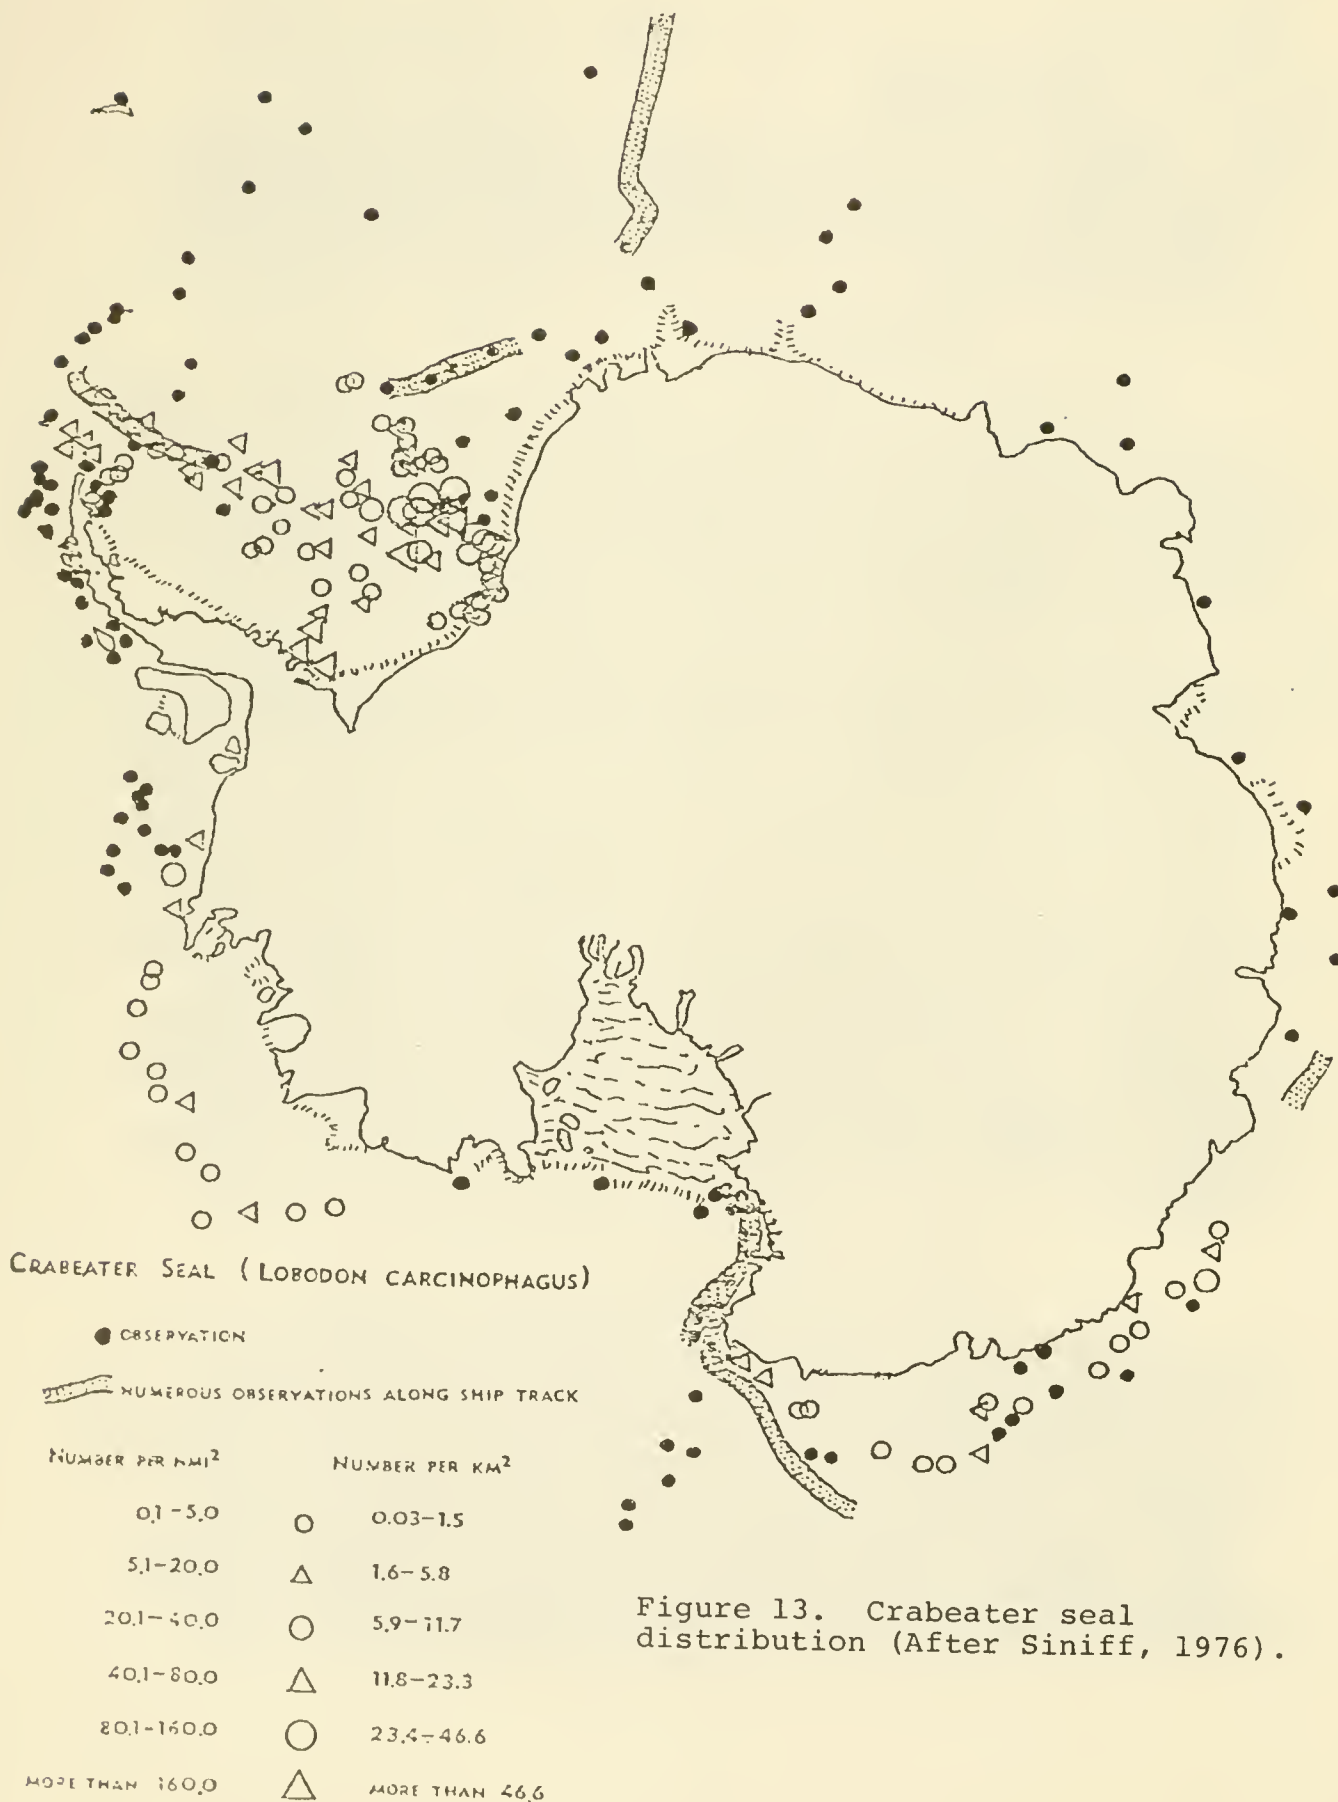 CRABEATER SEAL (LOBODON CARCINOPHAGUS)
OBSERVATION
NUMEROUS OBSERVATIONS ALONG SHIP TRACK
NUMBER PER NMI² NUMBER PER KM²
0.1-5.0 0.03-1.5
5.1-20.0 1.6-5.8
20.1-40.0 5.9-11.7
40.1-80.0 11.8-23.3
80.1-160.0 23.4-46.6
MORE THAN 160.0 MORE THAN 46.6
Figure 13. Crabeater seal
distribution (After Siniff, 1976).